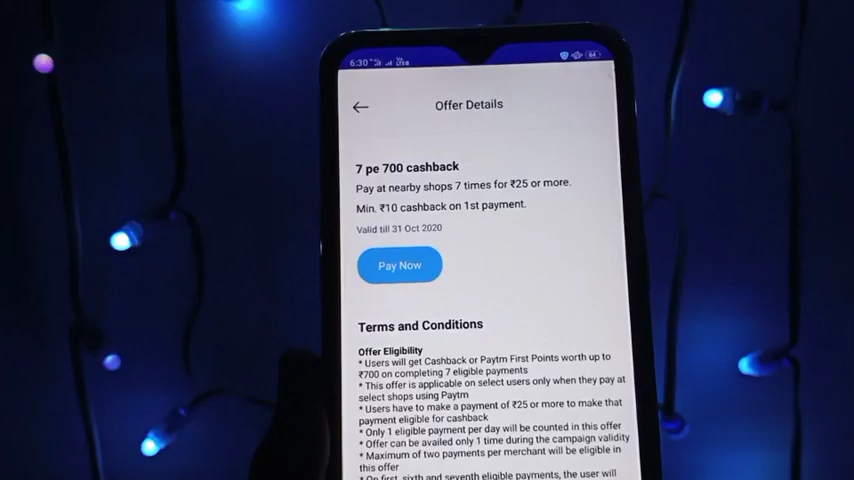 6:30
64
Offer Details
7 pe 700 cashback
Pay at nearby shops 7 times for ₹25 or more.
Min. ₹10 cashback on 1st payment.
Valid till 31 Oct 2020
Pay Now
Terms and Conditions
Offer Eligibility
* Users will get Cashback or Paytm First Points worth up to
₹700 on completing 7 eligible payments
* This offer is applicable on select users only when they pay at
select shops using Paytm
* Users have to make a payment of ₹25 or more to make that
payment eligible for cashback
* Only 1 eligible payment per day will be counted in this offer
* Offer can be availed only 1 time during the campaign validity
* Maximum of two payments per merchant will be eligible in
this offer
* On first, sixth and seventh eligible payments, the user will